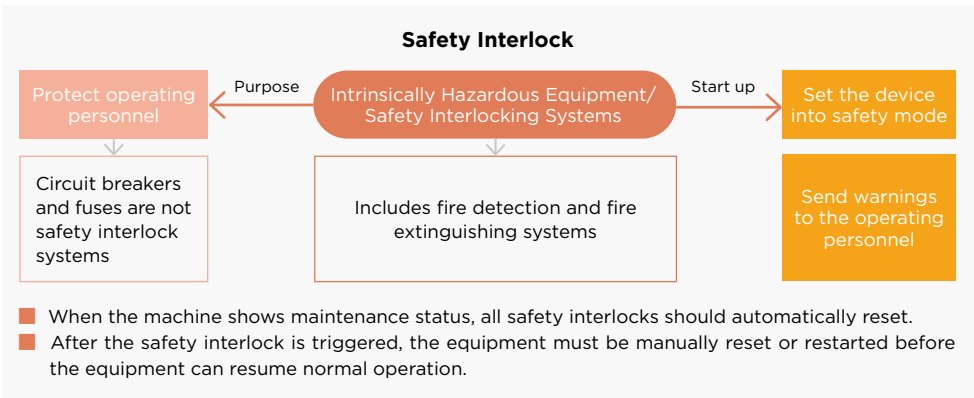 Safety Interlock
Protect operating
personnel
Purpose
Intrinsically Hazardous Equipment/
Safety Interlocking Systems
Start up
Set the device
into safety mode
Circuit breakers
and fuses are not
safety interlock
systems
Includes fire detection and fire
extinguishing systems
Send warnings
to the operating
personnel
When the machine shows maintenance status, all safety interlocks should automatically reset.
After the safety interlock is triggered, the equipment must be manually reset or restarted before
the equipment can resume normal operation.